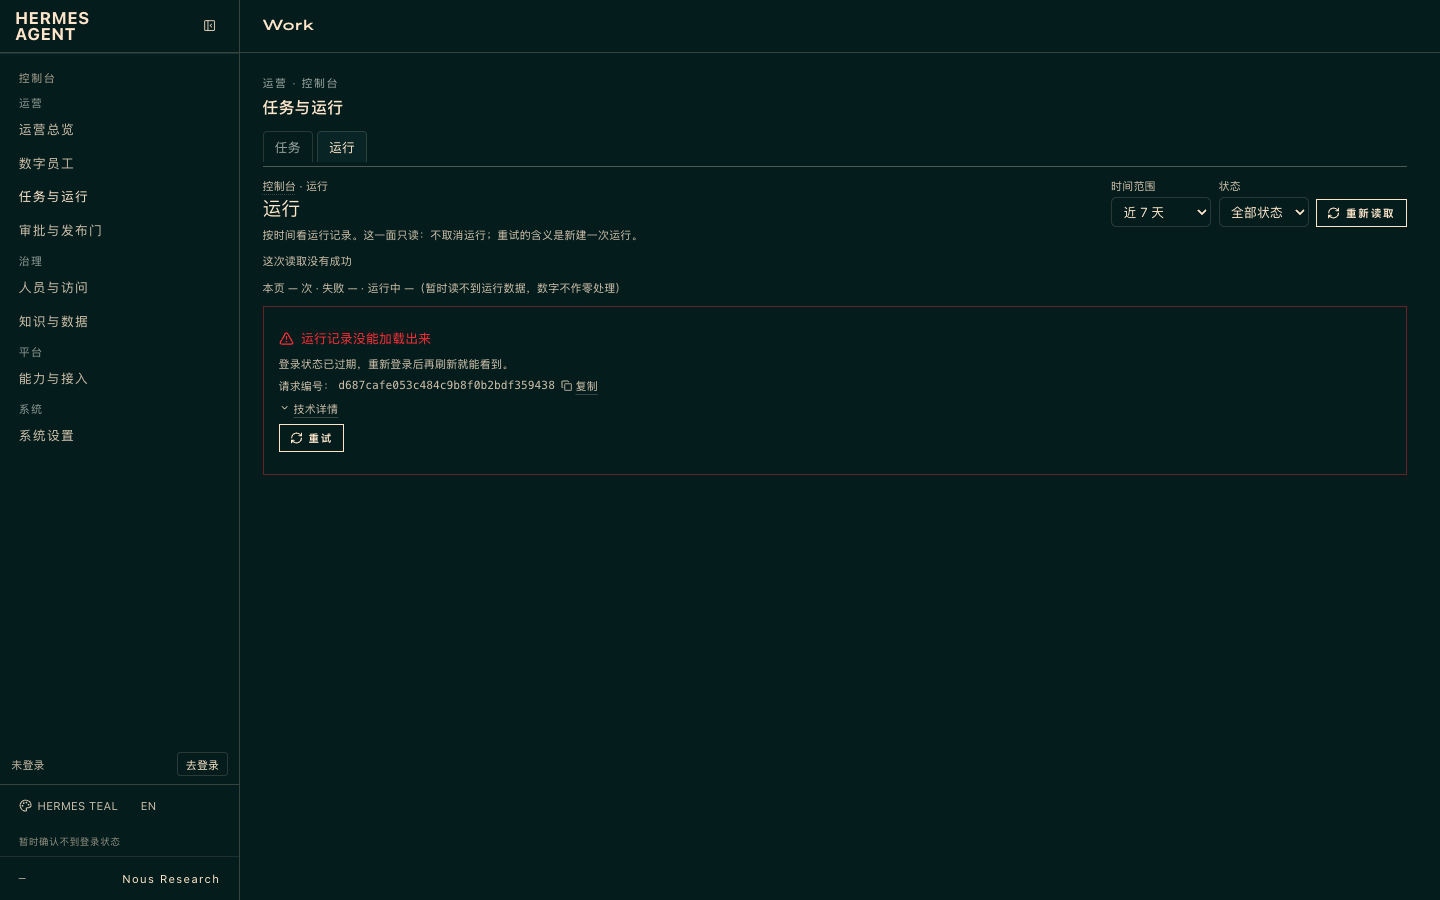 HERMES
AGENT
控制台
运营
运营总览
数字员工
任务与运行
审批与发布门
治理
人员与访问
知识与数据
平台
能力与接入
系统
系统设置
未登录
去登录
HERMES TEAL
EN
暂时确认不到登录状态
—
Nous Research
Work
运营 · 控制台
任务与运行
任务
运行
控制台 · 运行
运行
按时间看运行记录。这一面只读：不取消运行；重试的含义是新建一次运行。
时间范围
近 7 天
状态
全部状态
重新读取
这次读取没有成功
本页 — 次 · 失败 — · 运行中 —（暂时读不到运行数据，数字不作零处理）
运行记录没能加载出来
登录状态已过期，重新登录后再刷新就能看到。
请求编号： d687cafe053c484c9b8f0b2bdf359438 复制
技术详情
重试